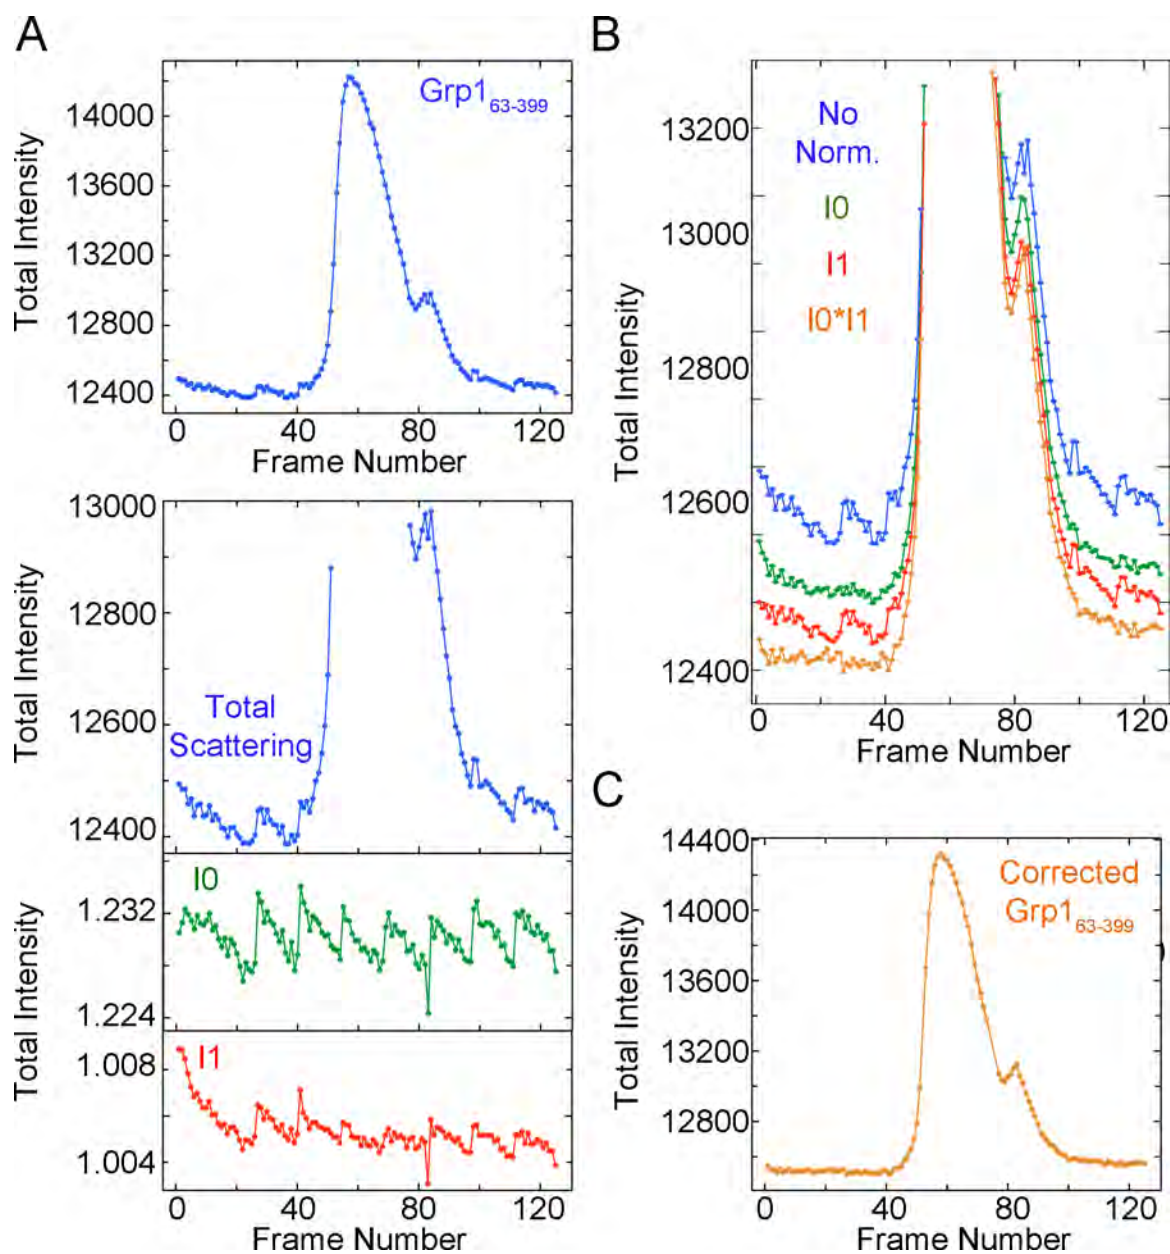 A
Grp1 63-399
Total Intensity
14000
13600
13200
12800
12400
0 40 80 120
Frame Number
Total Intensity
13000
12800
12600
12400
Total
Scattering
Total Intensity
I0
1.232
1.224
Total Intensity
I1
1.008
1.004
0 40 80 120
Frame Number
B
No
Norm.
I0
I1
I0*I1
Total Intensity
13200
13000
12800
12600
12400
0 40 80 120
Frame Number
C
Corrected
Grp1 63-399
Total Intensity
14400
14000
13600
13200
12800
0 40 80 120
Frame Number